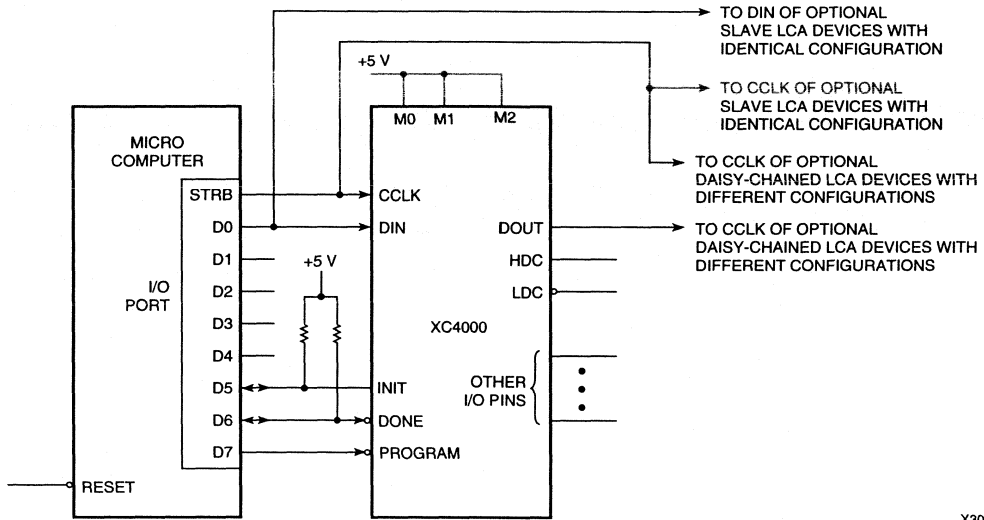 TO DIN OF OPTIONAL
SLAVE LCA DEVICES WITH
IDENTICAL CONFIGURATION
+5 V
TO CCLK OF OPTIONAL
SLAVE LCA DEVICES WITH
IDENTICAL CONFIGURATION
M0 M1 M2
MICRO
COMPUTER
TO CCLK OF OPTIONAL
DAISY-CHAINED LCA DEVICES WITH
DIFFERENT CONFIGURATIONS
STRB
CCLK
D0
DIN
DOUT
TO CCLK OF OPTIONAL
DAISY-CHAINED LCA DEVICES WITH
DIFFERENT CONFIGURATIONS
D1
+5 V
HDC
I/O
PORT
D2
LDC
D3
XC4000
D4
D5
INIT
OTHER
I/O PINS
D6
DONE
D7
PROGRAM
RESET
X30